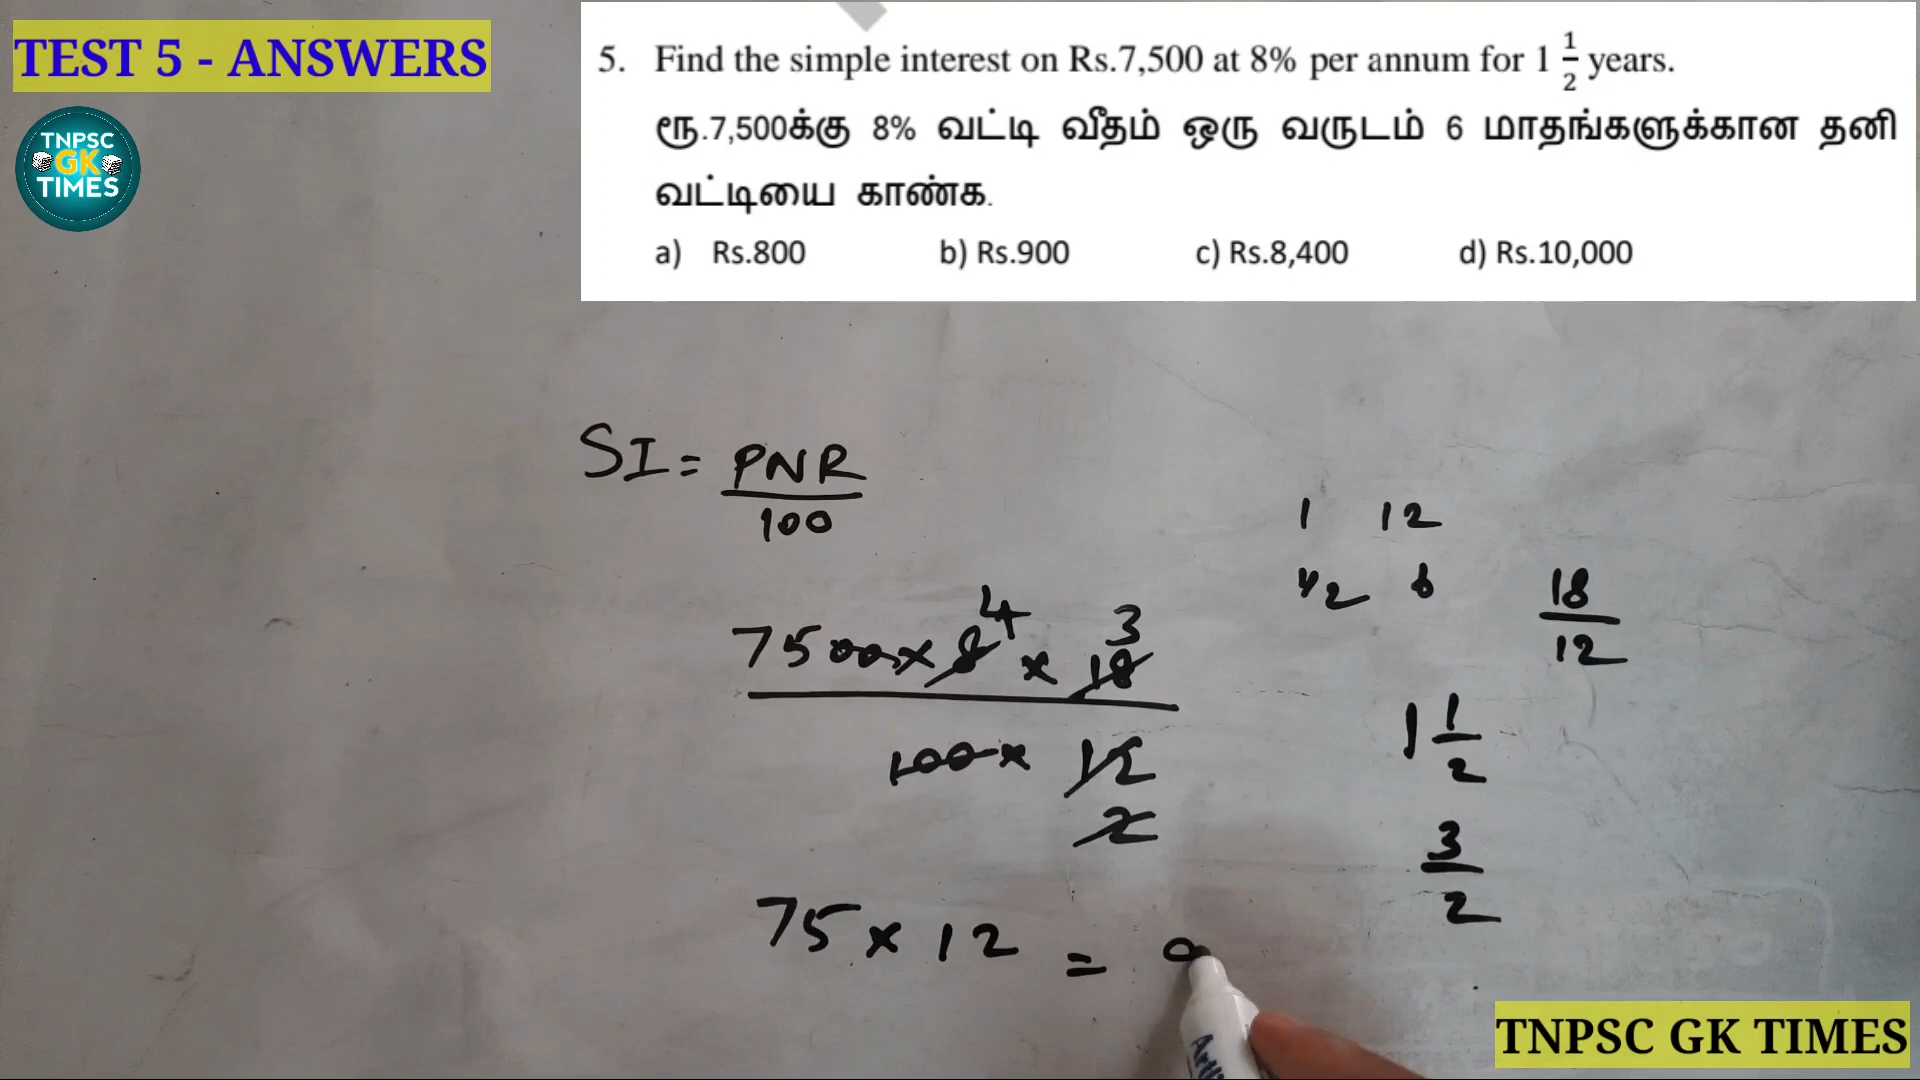 TEST 5 - ANSWERS
TNPSC
GK
TIMES
5. Find the simple interest on Rs.7,500 at 8% per annum for 1 1/2 years.
ரூ.7,500க்கு 8% வட்டி வீதம் ஒரு வருடம் 6 மாதங்களுக்கான தனி
வட்டியை காண்க.
a) Rs.800 b) Rs.900 c) Rs.8,400 d) Rs.10,000
SI = PNR
100
4 3
7500 x 8 x 18
100 x 12
2
75 x 12 =
1 12
1/2 6
18
12
1 1/2
3
2
TNPSC GK TIMES